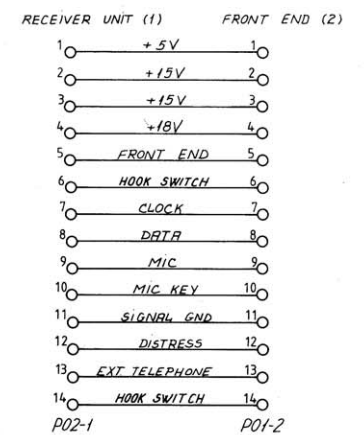 RECEIVER UNIT (1) FRONT END (2)
1 +5V 1
2 +15V 2
3 +15V 3
4 +18V 4
5 FRONT END 5
6 HOOK SWITCH 6
7 CLOCK 7
8 DATA 8
9 MIC 9
10 MIC KEY 10
11 SIGNAL GND 11
12 DISTRESS 12
13 EXT TELEPHONE 13
14 HOOK SWITCH 14
P02-1 P01-2